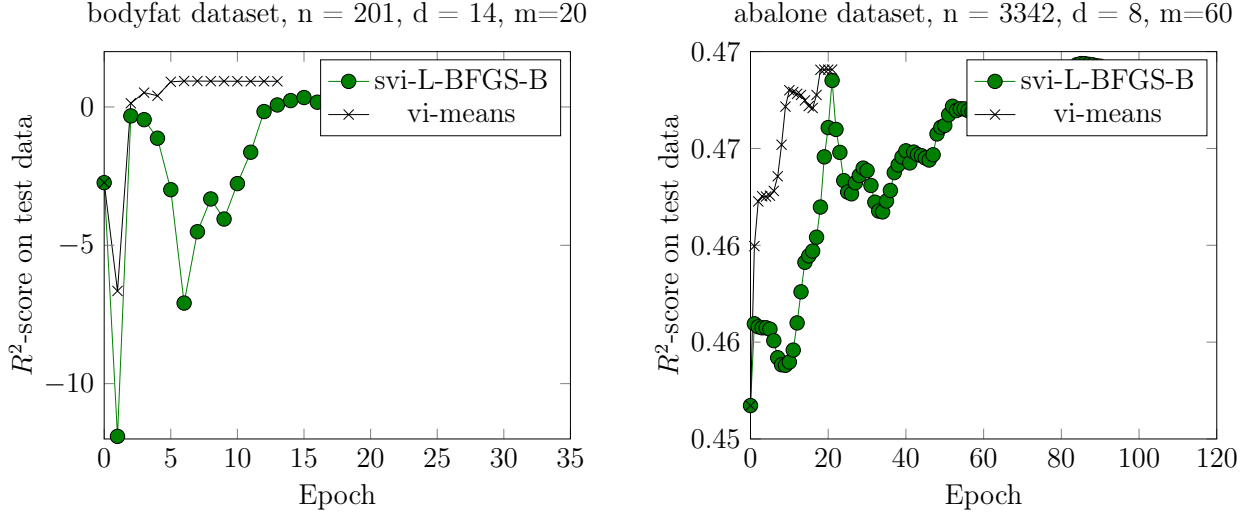 bodyfat dataset, n = 201, d = 14, m=20
0
−5
−10
R²-score on test data
svi-L-BFGS-B
vi-means
0 5 10 15 20 25 30 35
Epoch
abalone dataset, n = 3342, d = 8, m=60
0.47
0.47
0.46
0.46
0.45
R²-score on test data
svi-L-BFGS-B
vi-means
0 20 40 60 80 100 120
Epoch